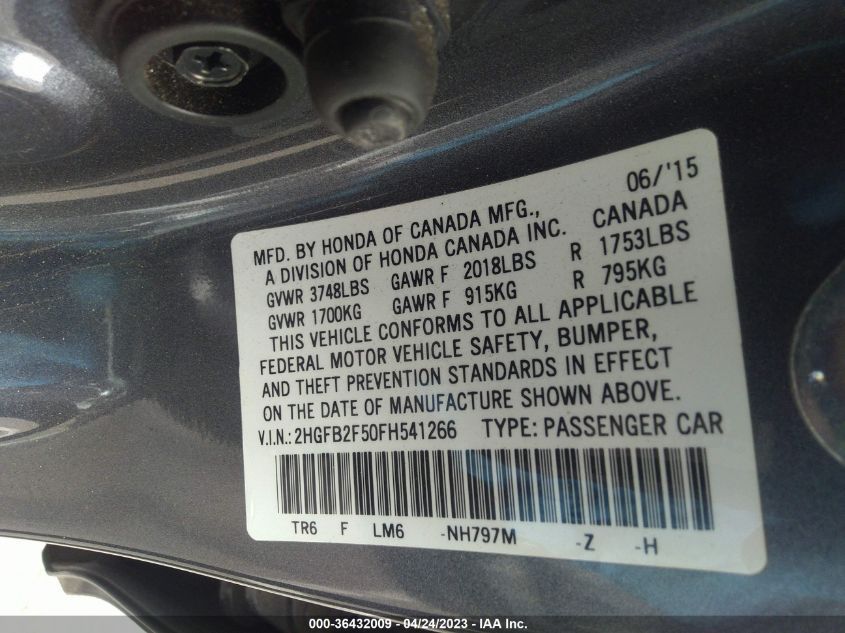 06/'15
MFD. BY HONDA OF CANADA MFG., CANADA
A DIVISION OF HONDA CANADA INC.
GVWR 3748LBS GAWR F 2018LBS R 1753LBS
GVWR 1700KG GAWR F 915KG R 795KG
THIS VEHICLE CONFORMS TO ALL APPLICABLE
FEDERAL MOTOR VEHICLE SAFETY, BUMPER,
AND THEFT PREVENTION STANDARDS IN EFFECT
ON THE DATE OF MANUFACTURE SHOWN ABOVE.
V.I.N.:2HGFB2F50FH541266 TYPE: PASSENGER CAR
TR6 F LM6 -NH797M -Z -H
000-36432009 - 04/24/2023 - IAA Inc.